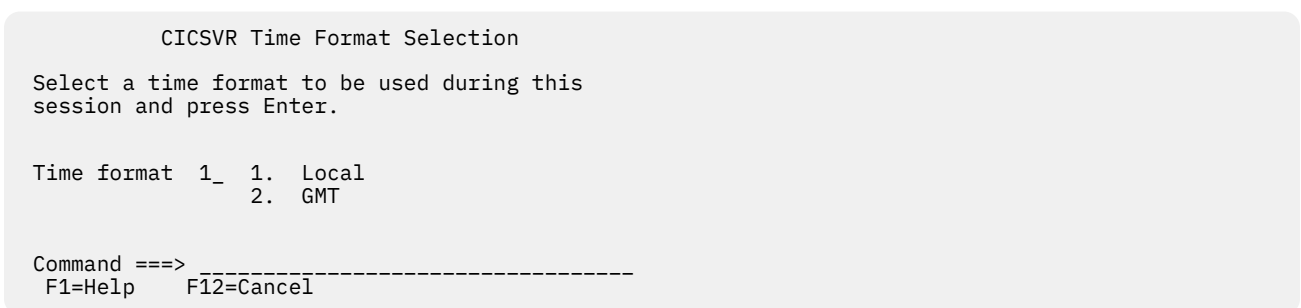 CICSVR Time Format Selection
Select a time format to be used during this
session and press Enter.
Time format 1_ 1. Local
2. GMT
Command ===> __________________________________
F1=Help F12=Cancel